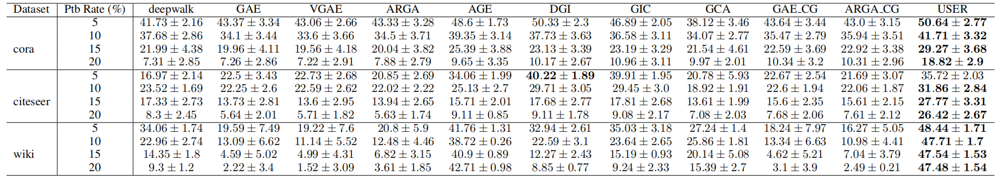 Dataset Ptb Rate (%) deepwalk GAE VGAE ARGA AGE DGI GIC GCA GAE_CG ARGA_CG USER
5 41.73 ± 2.16 43.37 ± 3.34 43.06 ± 2.66 43.33 ± 3.28 48.6 ± 1.73 50.33 ± 2.3 46.89 ± 2.05 38.12 ± 3.46 43.64 ± 3.44 43.0 ± 3.15 50.64 ± 2.77
10 37.68 ± 2.86 34.1 ± 3.44 33.6 ± 3.66 34.5 ± 3.71 39.35 ± 3.14 37.73 ± 3.63 36.58 ± 3.11 34.07 ± 2.77 35.47 ± 2.79 35.94 ± 3.51 41.71 ± 3.32
cora 15 21.99 ± 4.38 19.96 ± 4.11 19.56 ± 4.18 20.04 ± 3.82 25.39 ± 3.88 23.13 ± 3.39 23.19 ± 3.29 21.54 ± 4.61 22.59 ± 3.69 22.92 ± 3.38 29.27 ± 3.68
20 7.31 ± 2.85 7.26 ± 2.86 7.22 ± 2.91 7.88 ± 2.79 9.65 ± 3.35 10.17 ± 2.67 10.96 ± 3.11 9.97 ± 2.01 10.34 ± 3.2 10.31 ± 2.96 18.82 ± 2.9
5 16.97 ± 2.14 22.5 ± 3.43 22.73 ± 2.68 20.85 ± 2.69 34.06 ± 1.99 40.22 ± 1.89 39.91 ± 1.95 20.78 ± 5.93 22.67 ± 2.54 21.69 ± 3.07 35.72 ± 2.03
10 23.52 ± 1.69 22.25 ± 2.6 22.59 ± 2.62 22.02 ± 2.22 25.13 ± 2.7 29.71 ± 3.05 29.45 ± 3.0 18.92 ± 1.91 22.6 ± 1.94 22.06 ± 1.87 31.86 ± 2.84
citeseer 15 17.33 ± 2.73 13.73 ± 2.81 13.6 ± 2.95 13.94 ± 2.65 15.71 ± 2.01 17.68 ± 2.77 17.81 ± 2.68 13.61 ± 1.99 15.6 ± 2.35 15.61 ± 2.15 27.77 ± 3.31
20 8.3 ± 2.45 5.64 ± 2.01 5.71 ± 1.82 5.63 ± 1.74 9.11 ± 0.85 9.11 ± 1.78 9.08 ± 2.17 7.08 ± 2.03 7.68 ± 2.06 7.61 ± 2.12 26.42 ± 2.67
5 34.06 ± 1.74 19.59 ± 7.49 19.22 ± 7.6 20.8 ± 5.9 41.76 ± 1.31 32.94 ± 2.61 35.03 ± 3.18 27.24 ± 1.4 18.24 ± 7.97 16.27 ± 5.05 48.44 ± 1.71
10 22.96 ± 2.74 13.09 ± 6.62 11.14 ± 5.52 12.48 ± 4.46 38.72 ± 0.26 22.59 ± 3.1 23.64 ± 2.65 25.86 ± 1.81 13.34 ± 6.63 10.98 ± 4.41 47.71 ± 1.7
wiki 15 14.35 ± 1.8 4.59 ± 5.02 4.99 ± 4.31 6.82 ± 3.15 40.9 ± 0.89 12.27 ± 2.43 15.19 ± 0.93 20.14 ± 5.08 4.62 ± 5.21 7.04 ± 3.79 47.54 ± 1.53
20 9.3 ± 1.2 2.22 ± 3.4 1.52 ± 3.09 3.61 ± 1.85 42.71 ± 0.98 8.85 ± 0.77 9.24 ± 2.33 15.39 ± 2.7 3.1 ± 3.9 2.49 ± 0.21 47.48 ± 1.54